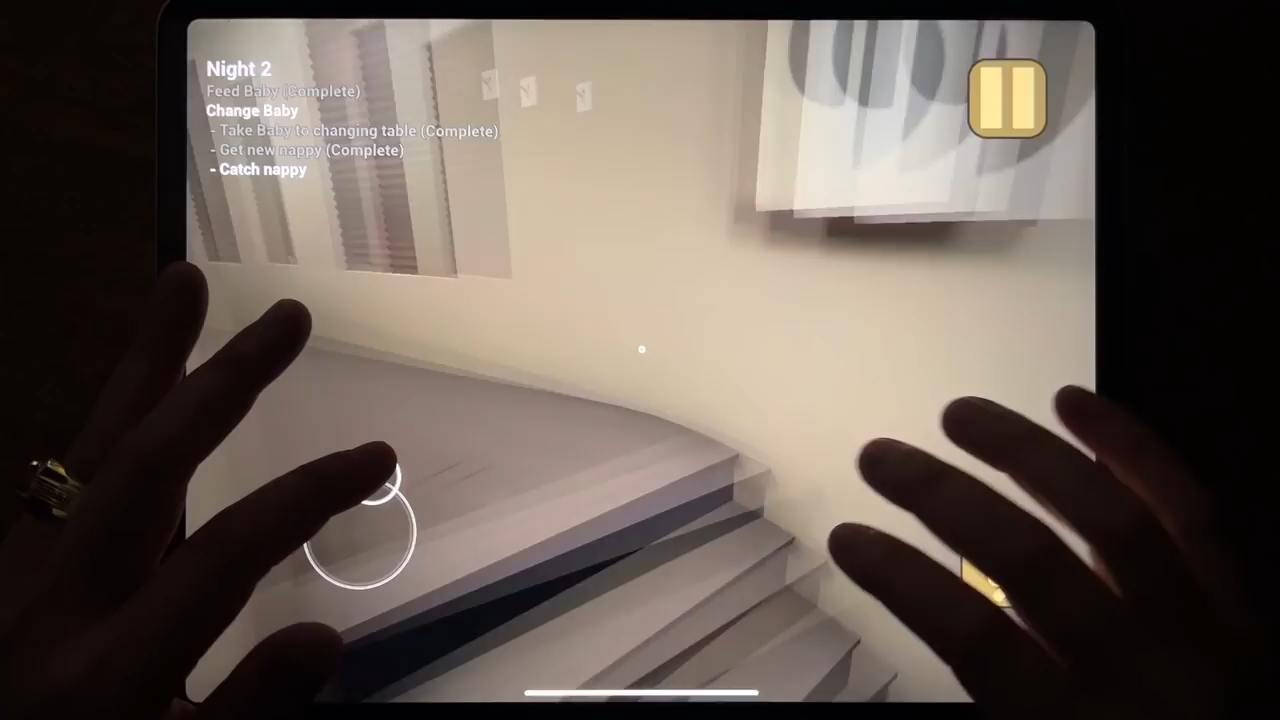 Night 2
Feed Baby (Complete)
Change Baby
- Take Baby to changing table (Complete)
- Get new nappy (Complete)
- Catch nappy